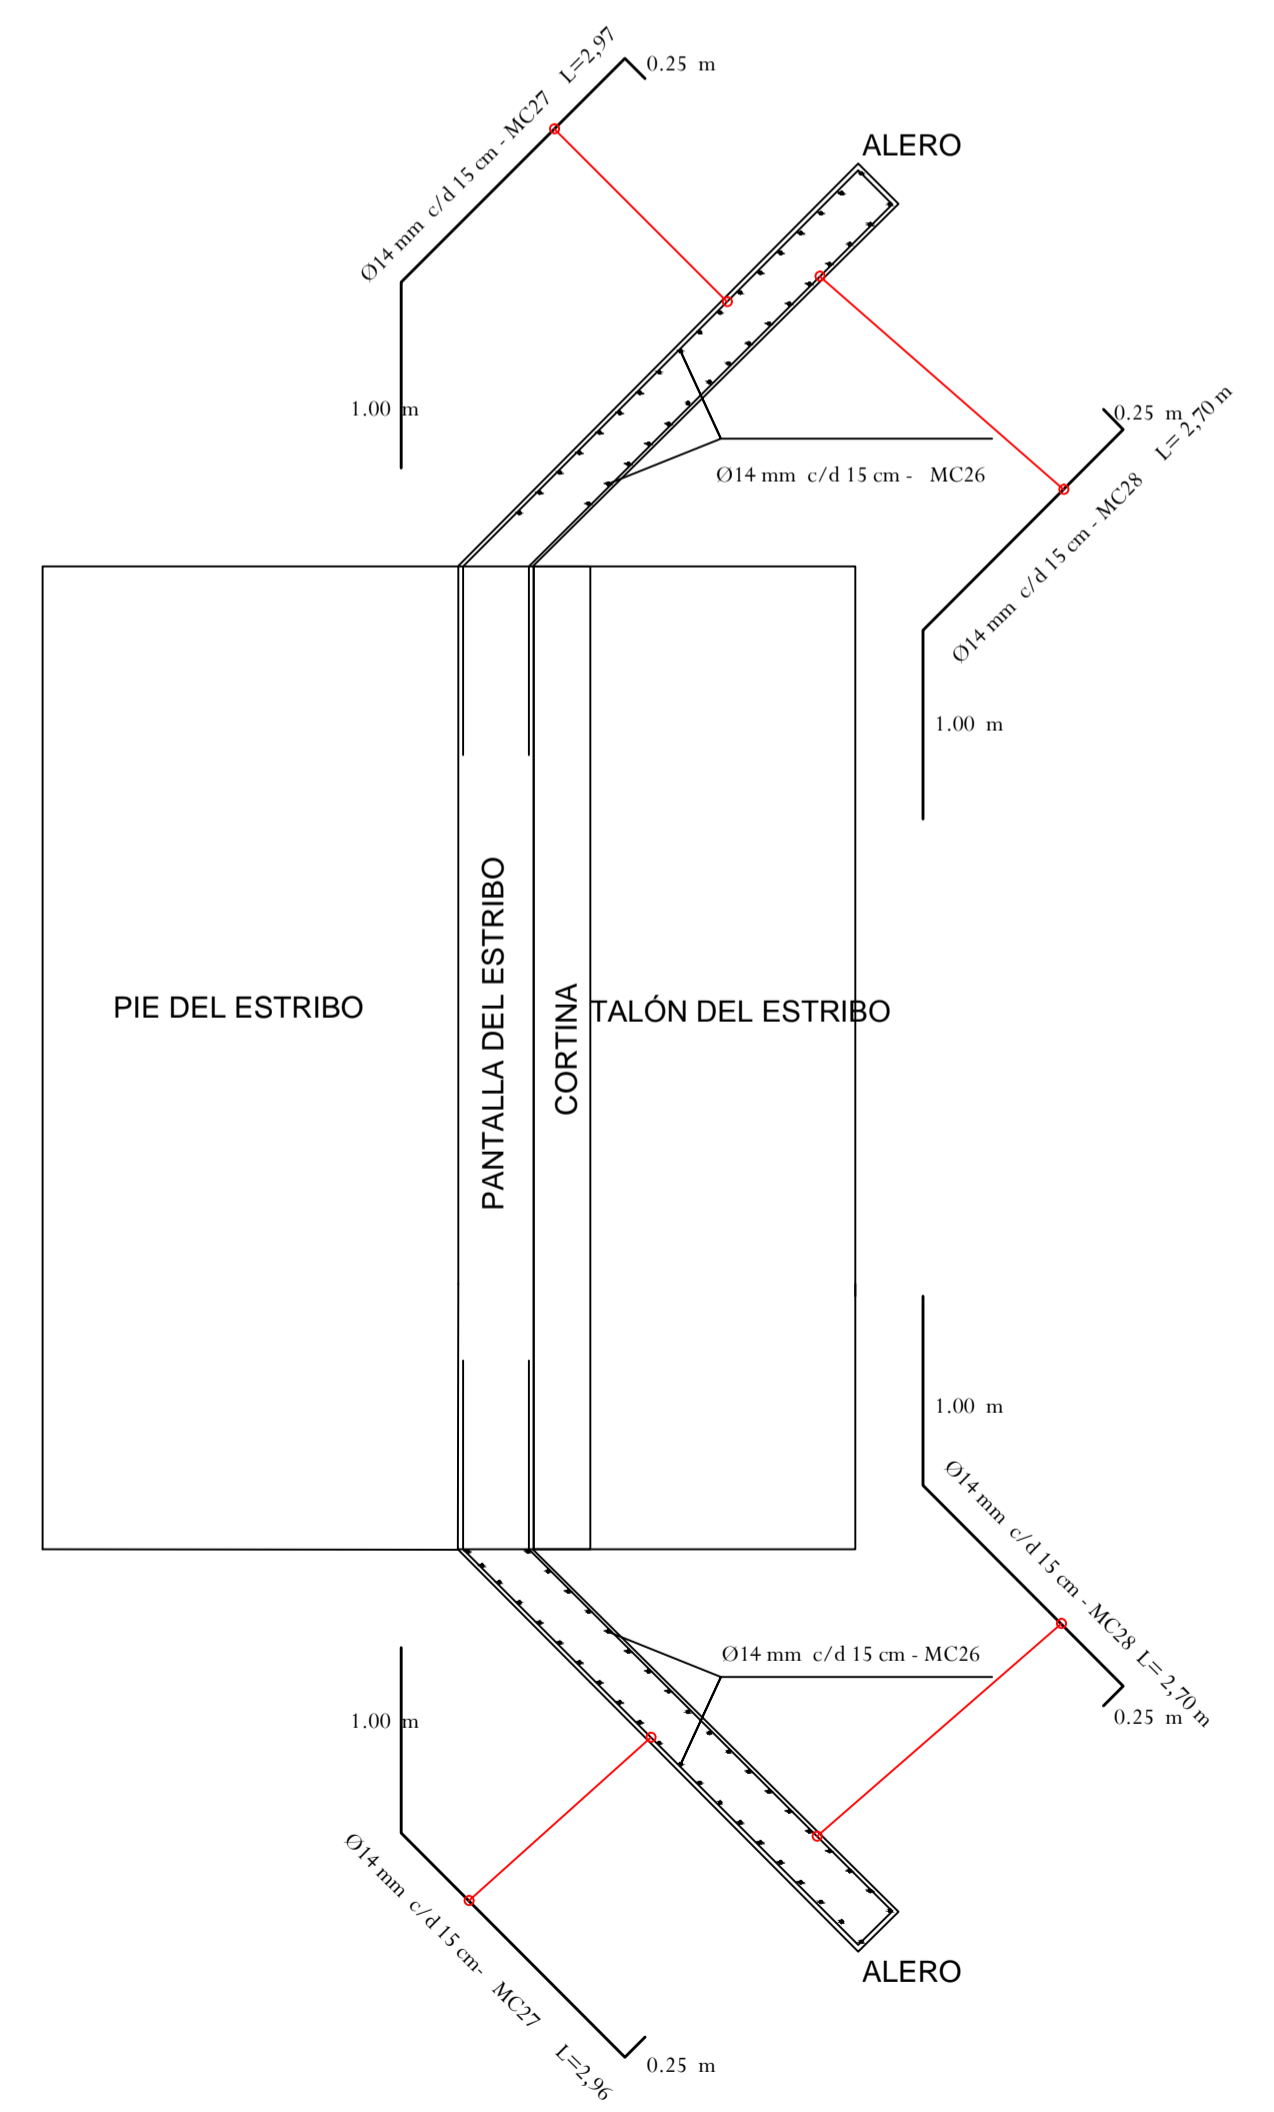 0.25 m
Ø14 mm c/d 15 cm - MC27 L=2,97
ALERO
1.00 m
0.25 m
Ø14 mm c/d 15 cm - MC28 L= 2,70 m
Ø14 mm c/d 15 cm - MC26
1.00 m
PIE DEL ESTRIBO
PANTALLA DEL ESTRIBO
CORTINA
TALÓN DEL ESTRIBO
1.00 m
Ø14 mm c/d 15 cm - MC28 L= 2,70 m
Ø14 mm c/d 15 cm - MC26
1.00 m
0.25 m
Ø14 mm c/d 15 cm- MC27 L=2,96
ALERO
0.25 m